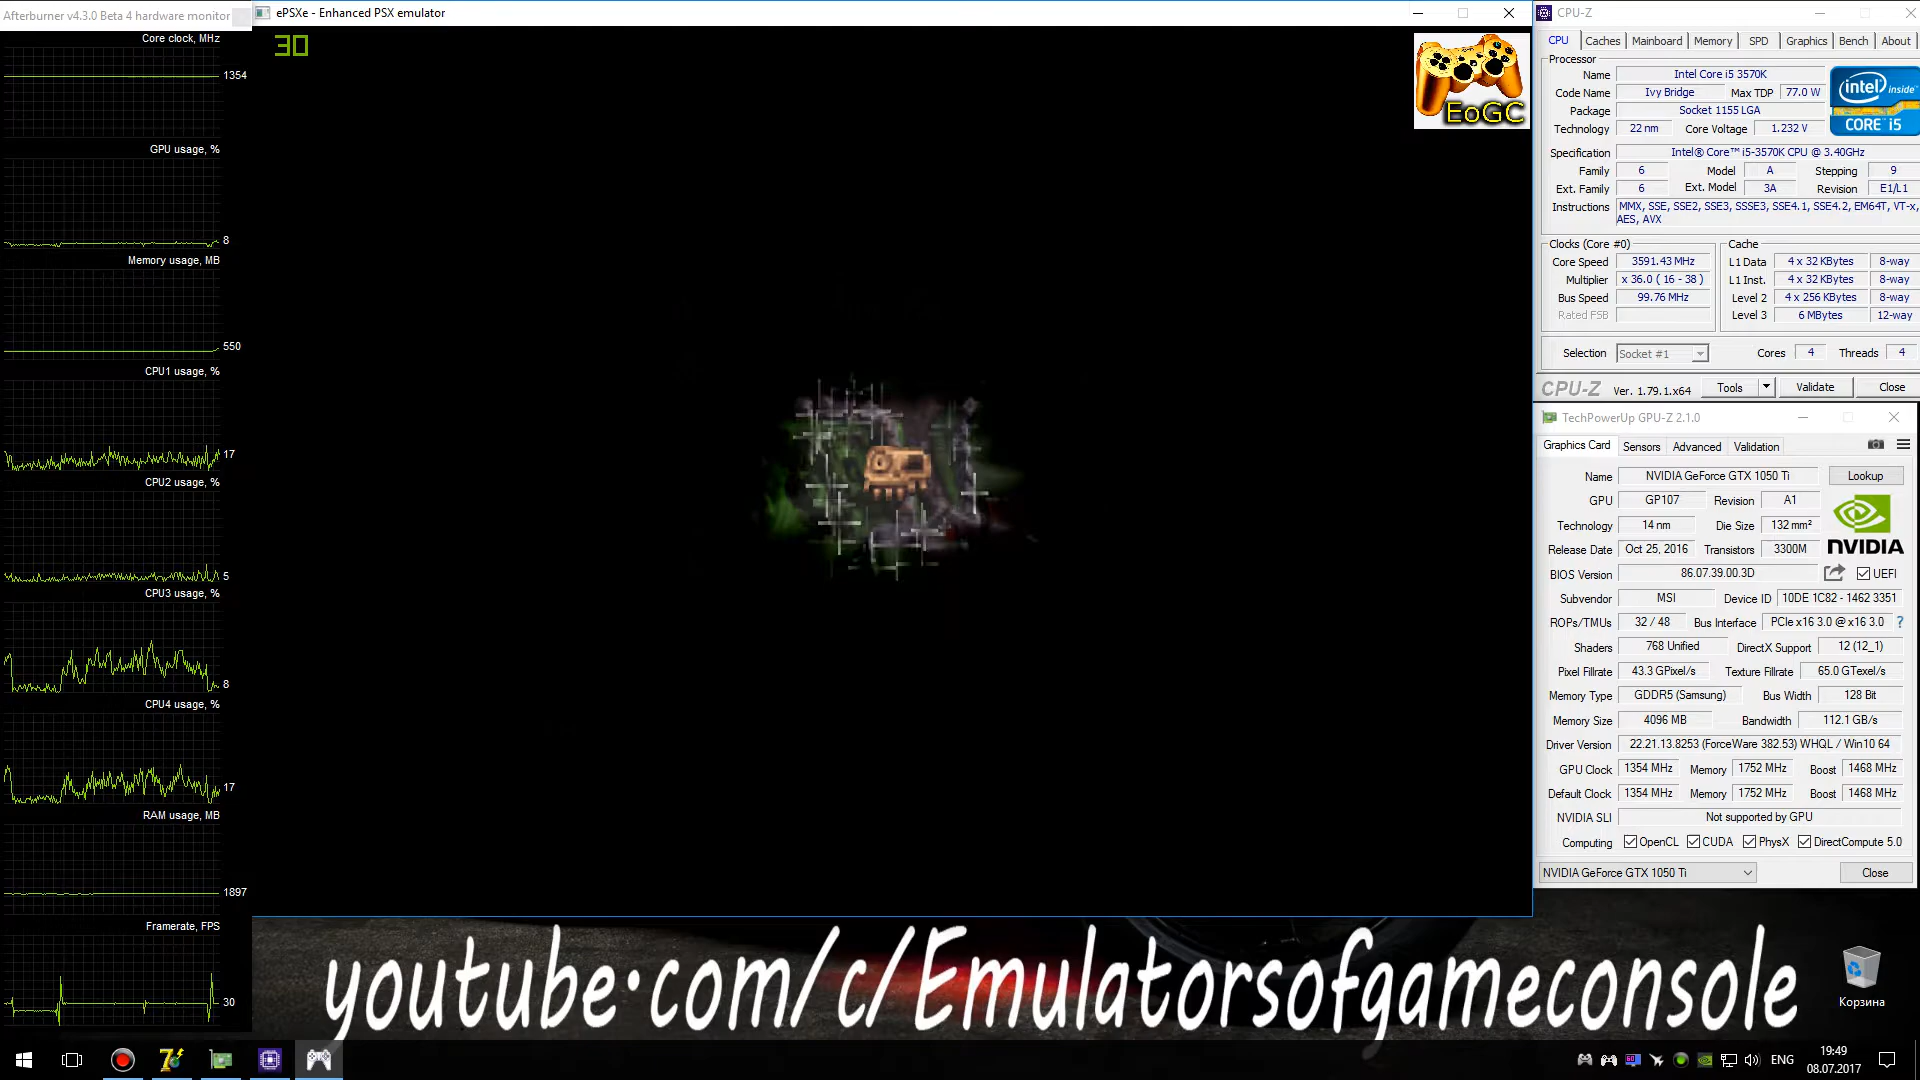 Afterburner v4.3.0 Beta 4 hardware monitor
Core clock, MHz
1354
GPU usage, %
8
Memory usage, MB
550
CPU1 usage, %
17
CPU2 usage, %
5
CPU3 usage, %
8
CPU4 usage, %
17
RAM usage, MB
1897
Framerate, FPS
30
ePSXe - Enhanced PSX emulator
30
EoGC
CPU-Z
CPU Caches Mainboard Memory SPD Graphics Bench About
Processor
Name Intel Core i5 3570K
Code Name Ivy Bridge Max TDP 77.0 W
Package Socket 1155 LGA
Technology 22 nm Core Voltage 1.232 V
intel inside
CORE i5
Specification Intel® Core™ i5-3570K CPU @ 3.40GHz
Family 6 Model A Stepping 9
Ext. Family 6 Ext. Model 3A Revision E1/L1
Instructions MMX, SSE, SSE2, SSE3, SSSE3, SSE4.1, SSE4.2, EM64T, VT-x,
AES, AVX
Clocks (Core #0) Cache
Core Speed 3591.43 MHz L1 Data 4 x 32 KBytes 8-way
Multiplier x 36.0 ( 16 - 38 ) L1 Inst. 4 x 32 KBytes 8-way
Bus Speed 99.76 MHz Level 2 4 x 256 KBytes 8-way
Rated FSB Level 3 6 MBytes 12-way
Selection Socket #1 Cores 4 Threads 4
CPU-Z Ver. 1.79.1.x64 Tools Validate Close
TechPowerUp GPU-Z 2.1.0
Graphics Card Sensors Advanced Validation
Name NVIDIA GeForce GTX 1050 Ti Lookup
GPU GP107 Revision A1
Technology 14 nm Die Size 132 mm²
Release Date Oct 25, 2016 Transistors 3300M
NVIDIA
BIOS Version 86.07.39.00.3D UEFI
Subvendor MSI Device ID 10DE 1C82 - 1462 3351
ROPs/TMUs 32 / 48 Bus Interface PCIe x16 3.0 @ x16 3.0 ?
Shaders 768 Unified DirectX Support 12 (12_1)
Pixel Fillrate 43.3 GPixel/s Texture Fillrate 65.0 GTexel/s
Memory Type GDDR5 (Samsung) Bus Width 128 Bit
Memory Size 4096 MB Bandwidth 112.1 GB/s
Driver Version 22.21.13.8253 (ForceWare 382.53) WHQL / Win10 64
GPU Clock 1354 MHz Memory 1752 MHz Boost 1468 MHz
Default Clock 1354 MHz Memory 1752 MHz Boost 1468 MHz
NVIDIA SLI Not supported by GPU
Computing OpenCL CUDA PhysX DirectCompute 5.0
NVIDIA GeForce GTX 1050 Ti Close
youtube.com/c/Emulatorsofgameconsole
Корзина
ENG
19:49
08.07.2017